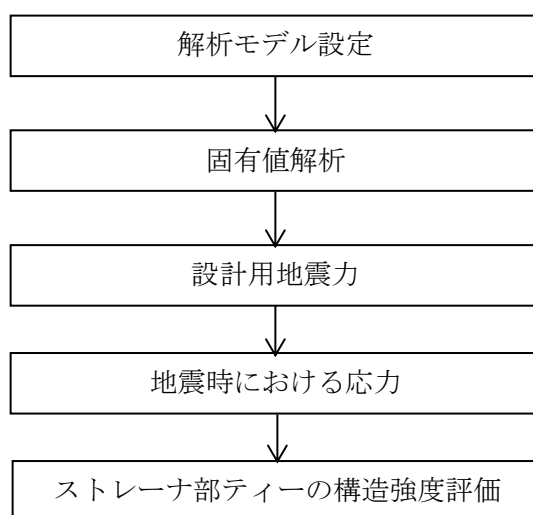 解析モデル設定
固有値解析
設計用地震力
地震時における応力
ストレーナ部ティーの構造強度評価